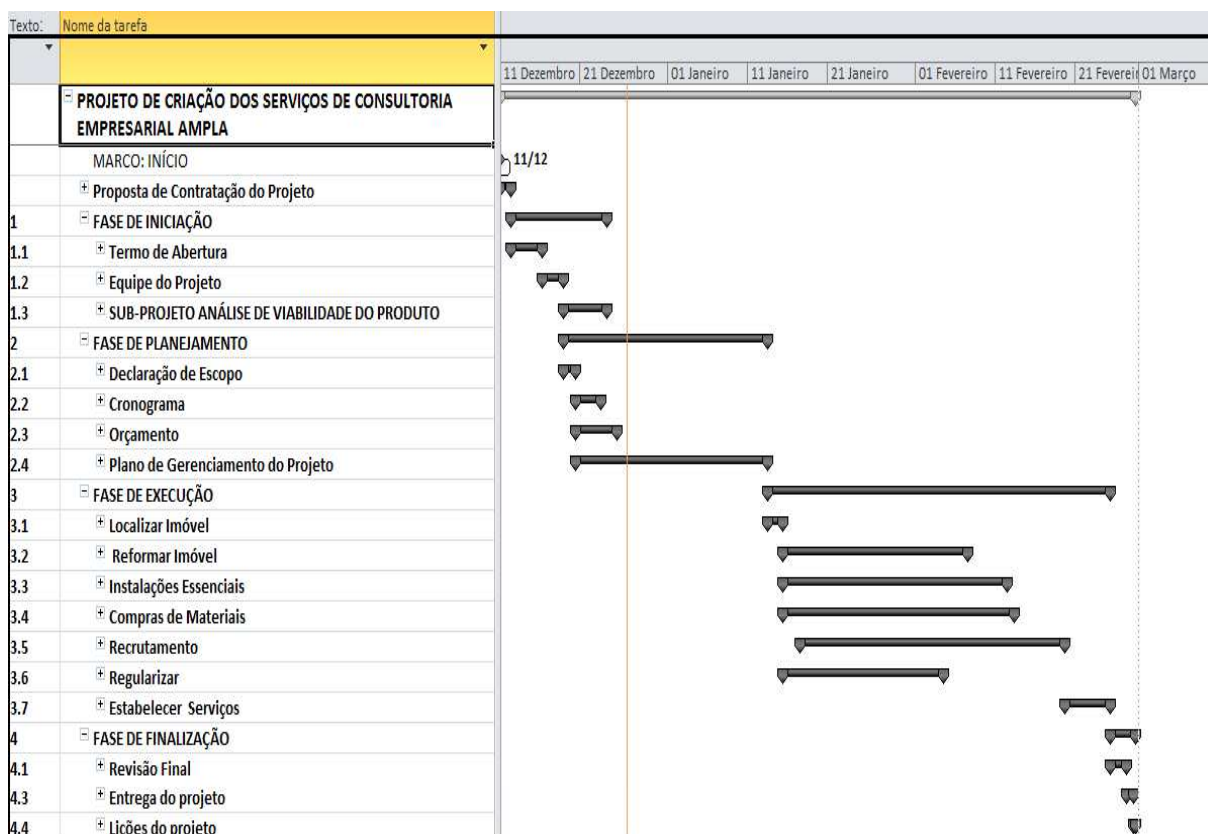 Texto: Nome da tarefa
11 Dezembro 21 Dezembro 01 Janeiro 11 Janeiro 21 Janeiro 01 Fevereiro 11 Fevereiro 21 Fevereir 01 Março
PROJETO DE CRIAÇÃO DOS SERVIÇOS DE CONSULTORIA
EMPRESARIAL AMPLA
MARCO: INÍCIO 11/12
Proposta de Contratação do Projeto
1 FASE DE INICIAÇÃO
1.1 Termo de Abertura
1.2 Equipe do Projeto
1.3 SUB-PROJETO ANÁLISE DE VIABILIDADE DO PRODUTO
2 FASE DE PLANEJAMENTO
2.1 Declaração de Escopo
2.2 Cronograma
2.3 Orçamento
2.4 Plano de Gerenciamento do Projeto
3 FASE DE EXECUÇÃO
3.1 Localizar Imóvel
3.2 Reformar Imóvel
3.3 Instalações Essenciais
3.4 Compras de Materiais
3.5 Recrutamento
3.6 Regularizar
3.7 Estabelecer Serviços
4 FASE DE FINALIZAÇÃO
4.1 Revisão Final
4.3 Entrega do projeto
4.4 Lições do projeto